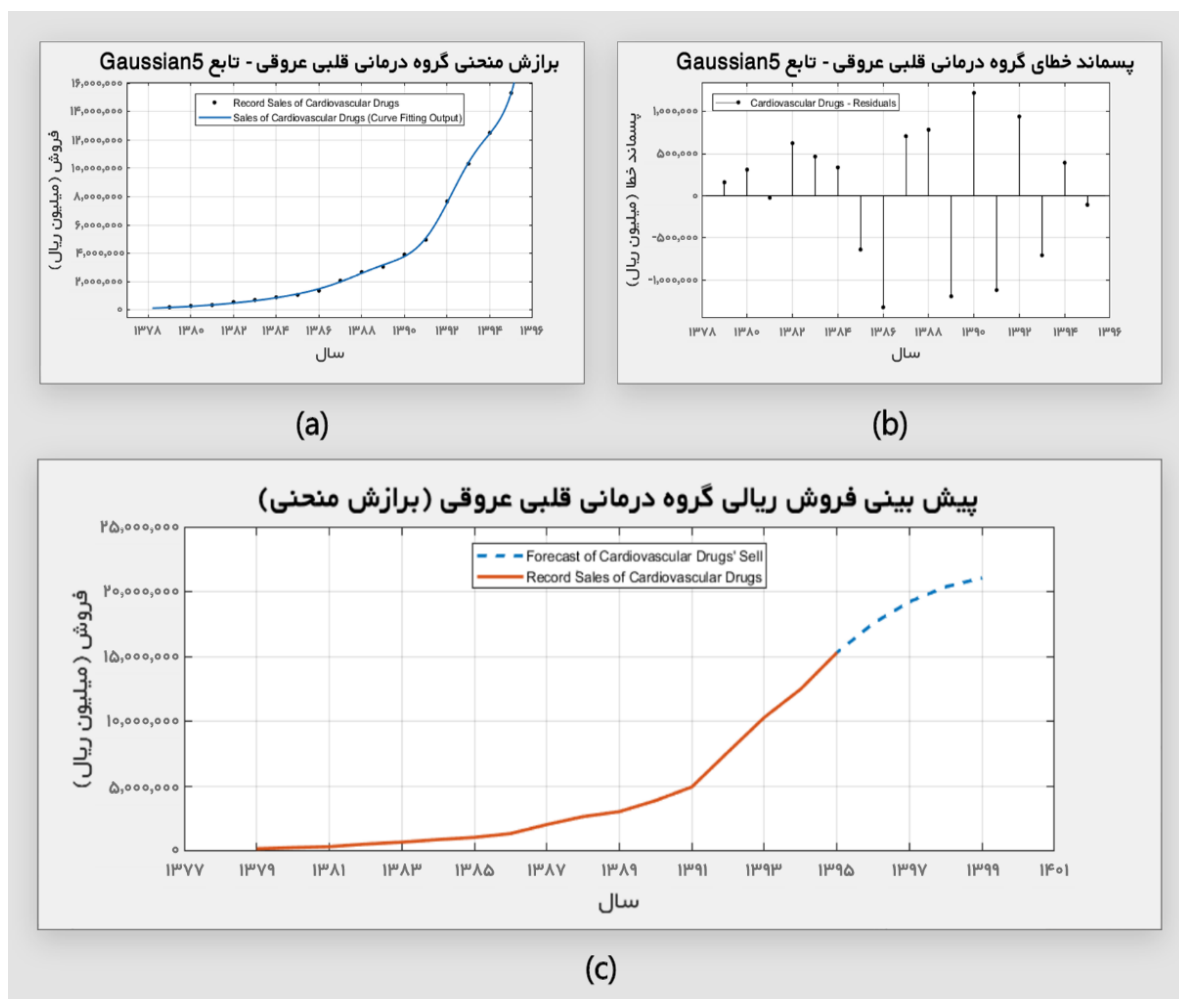 برازش منحنی گروه درمانی قلبی عروقی - تابع Gaussian5
Record Sales of Cardiovascular Drugs
Sales of Cardiovascular Drugs (Curve Fitting Output)
فروش (میلیون ریال)
۱۶,۰۰۰,۰۰۰
۱۴,۰۰۰,۰۰۰
۱۲,۰۰۰,۰۰۰
۱۰,۰۰۰,۰۰۰
۸,۰۰۰,۰۰۰
۶,۰۰۰,۰۰۰
۴,۰۰۰,۰۰۰
۲,۰۰۰,۰۰۰
۰
۱۳۷۸ ۱۳۸۰ ۱۳۸۲ ۱۳۸۴ ۱۳۸۶ ۱۳۸۸ ۱۳۹۰ ۱۳۹۲ ۱۳۹۴ ۱۳۹۶
سال
(a)
پسماند خطای گروه درمانی قلبی عروقی - تابع Gaussian5
Cardiovascular Drugs - Residuals
پسماند خطا (میلیون ریال)
۱,۰۰۰,۰۰۰
۵۰۰,۰۰۰
۰
-۵۰۰,۰۰۰
-۱,۰۰۰,۰۰۰
۱۳۷۸ ۱۳۸۰ ۱۳۸۲ ۱۳۸۴ ۱۳۸۶ ۱۳۸۸ ۱۳۹۰ ۱۳۹۲ ۱۳۹۴ ۱۳۹۶
سال
(b)
پیش بینی فروش ریالی گروه درمانی قلبی عروقی (برازش منحنی)
Forecast of Cardiovascular Drugs' Sell
Record Sales of Cardiovascular Drugs
فروش (میلیون ریال)
۲۵,۰۰۰,۰۰۰
۲۰,۰۰۰,۰۰۰
۱۵,۰۰۰,۰۰۰
۱۰,۰۰۰,۰۰۰
۵,۰۰۰,۰۰۰
۰
۱۳۷۷ ۱۳۷۹ ۱۳۸۱ ۱۳۸۳ ۱۳۸۵ ۱۳۸۷ ۱۳۸۹ ۱۳۹۱ ۱۳۹۳ ۱۳۹۵ ۱۳۹۷ ۱۳۹۹ ۱۴۰۱
سال
(c)